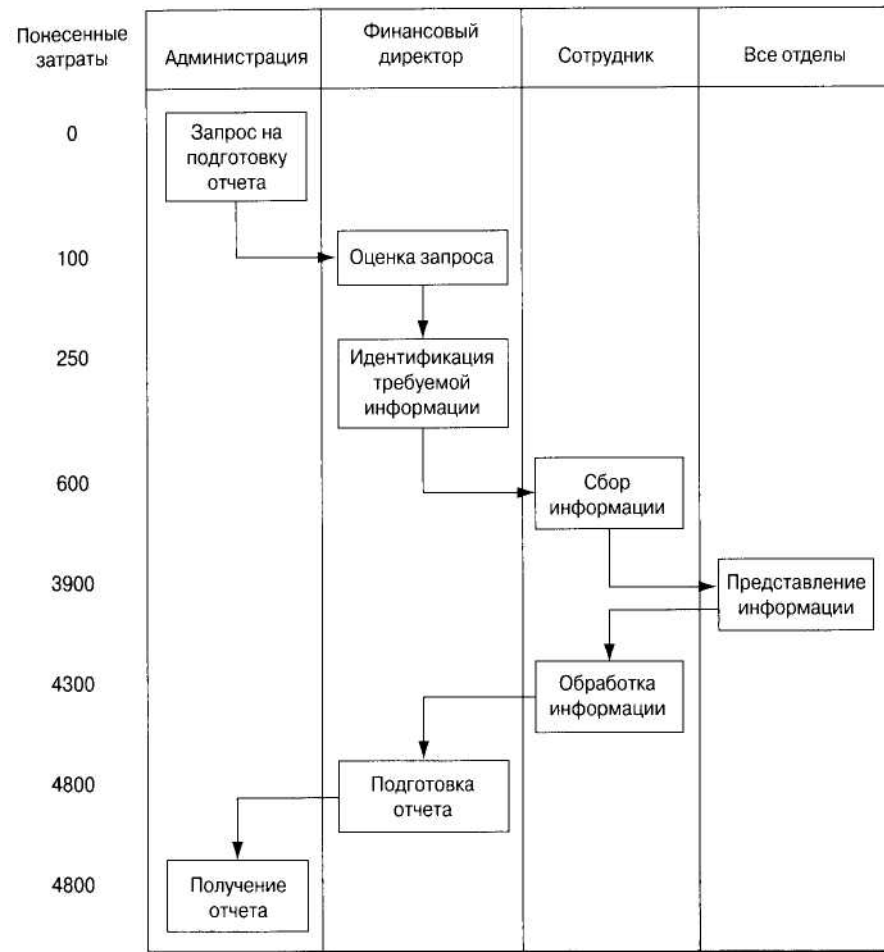 Понесенные
затраты
Администрация
Финансовый
директор
Сотрудник
Все отделы
0
Запрос на
подготовку
отчета
100
Оценка запроса
250
Идентификация
требуемой
информации
600
Сбор
информации
3900
Представление
информации
4300
Обработка
информации
4800
Подготовка
отчета
4800
Получение
отчета